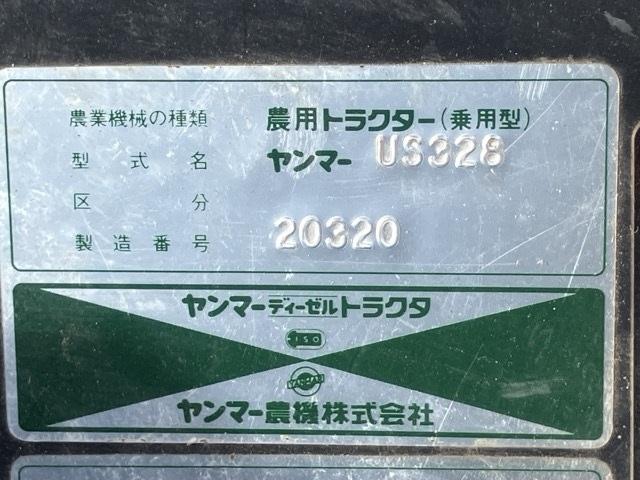 農業機械の種類 農用トラクター(乗用型)
型式名 ヤンマー US328
区分
製造番号 20320
ヤンマーディーゼルトラクタ
ISO
YANMAR
ヤンマー農機株式会社